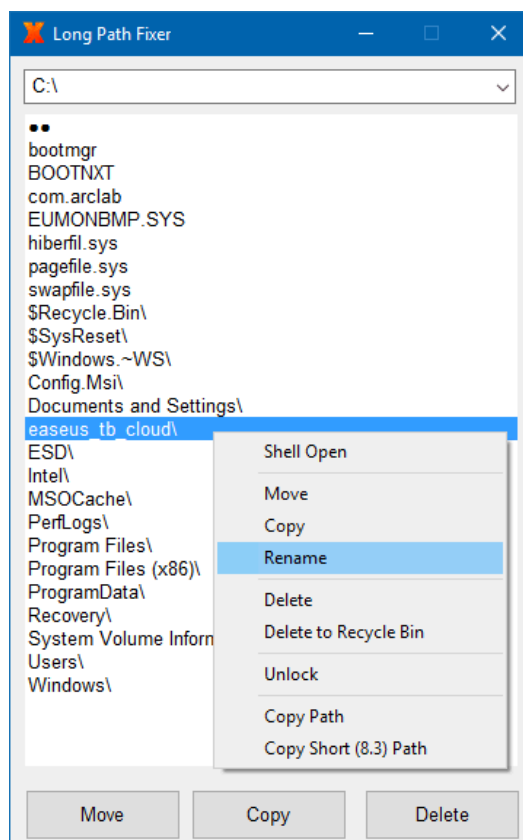 Long Path Fixer
C:\
••
bootmgr
BOOTNXT
com.arclab
EUMONBMP.SYS
hiberfil.sys
pagefile.sys
swapfile.sys
$Recycle.Bin\
$SysReset\
$Windows.~WS\
Config.Msi\
Documents and Settings\
easeus_tb_cloud\
ESD\
Intel\
MSOCache\
PerfLogs\
Program Files\
Program Files (x86)\
ProgramData\
Recovery\
System Volume Inforn
Users\
Windows\
Shell Open
Move
Copy
Rename
Delete
Delete to Recycle Bin
Unlock
Copy Path
Copy Short (8.3) Path
Move
Copy
Delete